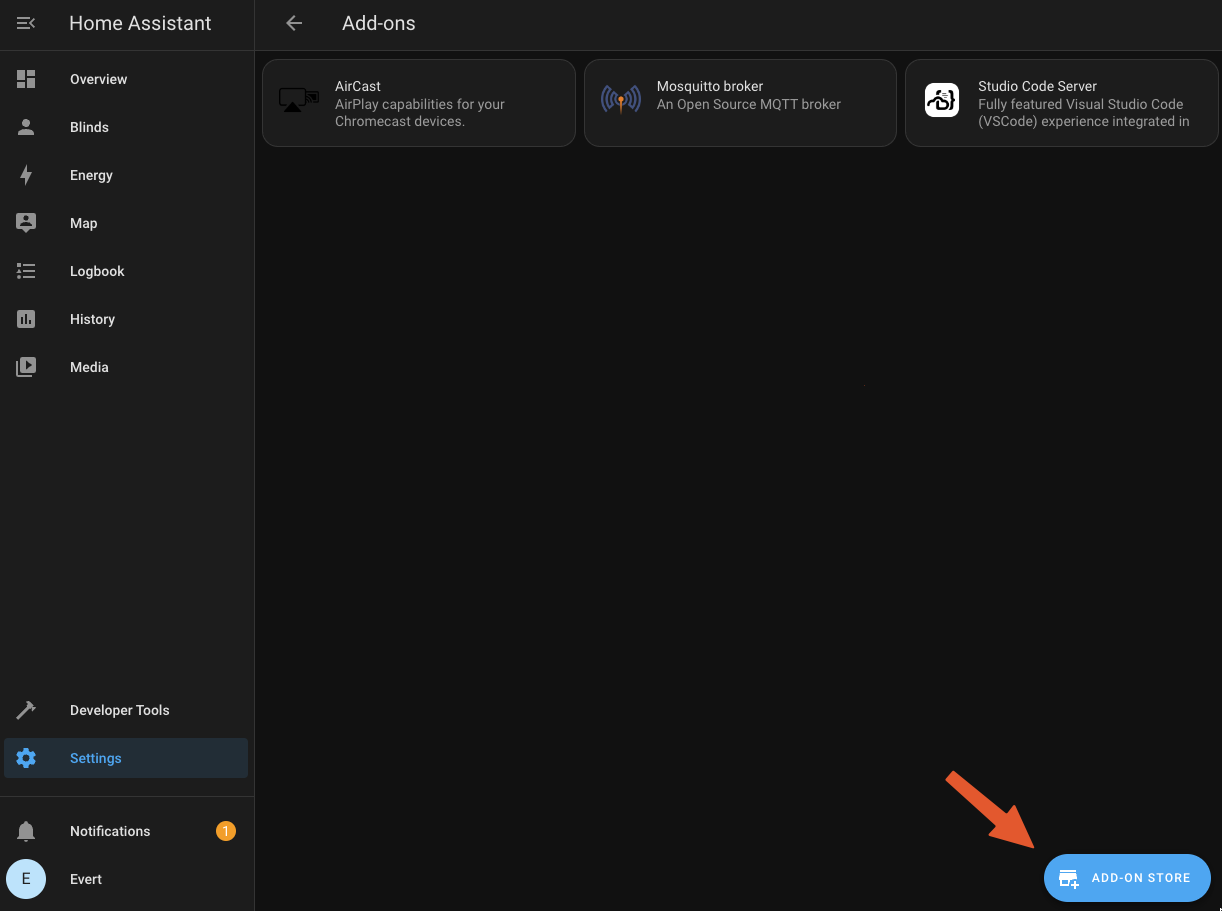 Home Assistant
Overview
Blinds
Energy
Map
Logbook
History
Media
Developer Tools
Settings
Notifications
1
E
Evert
Add-ons
AirCast
AirPlay capabilities for your
Chromecast devices.
Mosquitto broker
An Open Source MQTT broker
Studio Code Server
Fully featured Visual Studio Code
(VSCode) experience integrated in
ADD-ON STORE